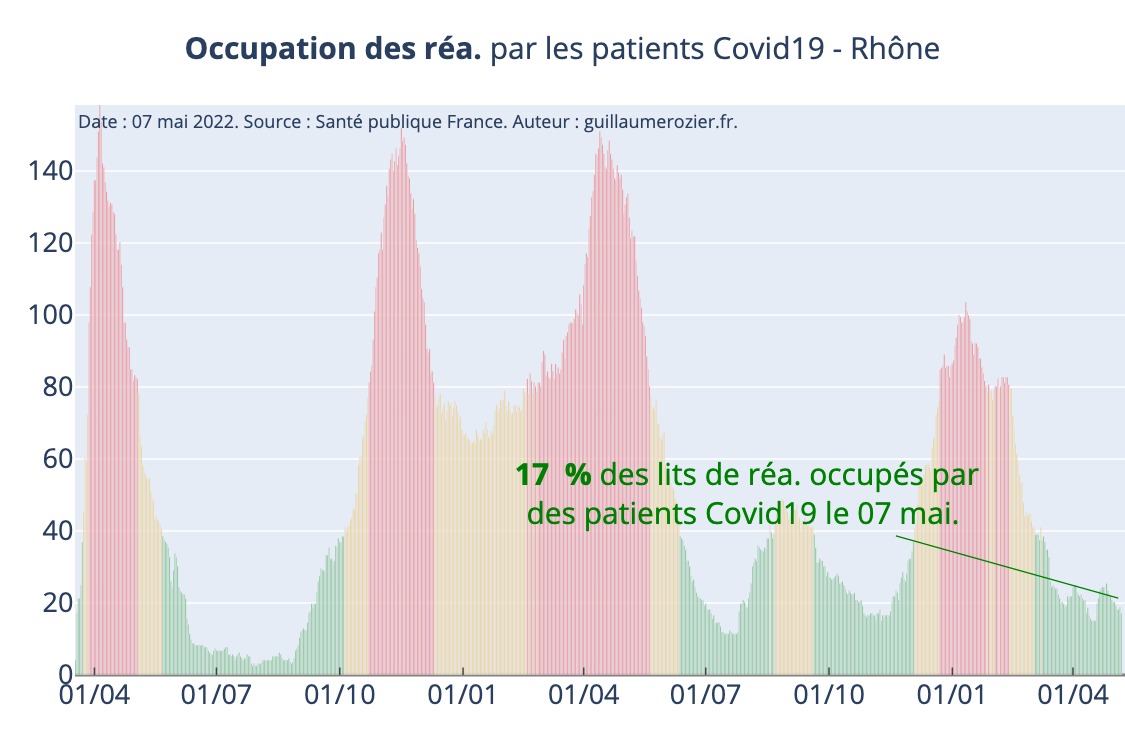 Occupation des réa. par les patients Covid19 - Rhône
Date : 07 mai 2022. Source : Santé publique France. Auteur : guillaumerozier.fr.
140
120
100
80
60
40
20
0
17 % des lits de réa. occupés par
des patients Covid19 le 07 mai.
01/04 01/07 01/10 01/01 01/04 01/07 01/10 01/01 01/04